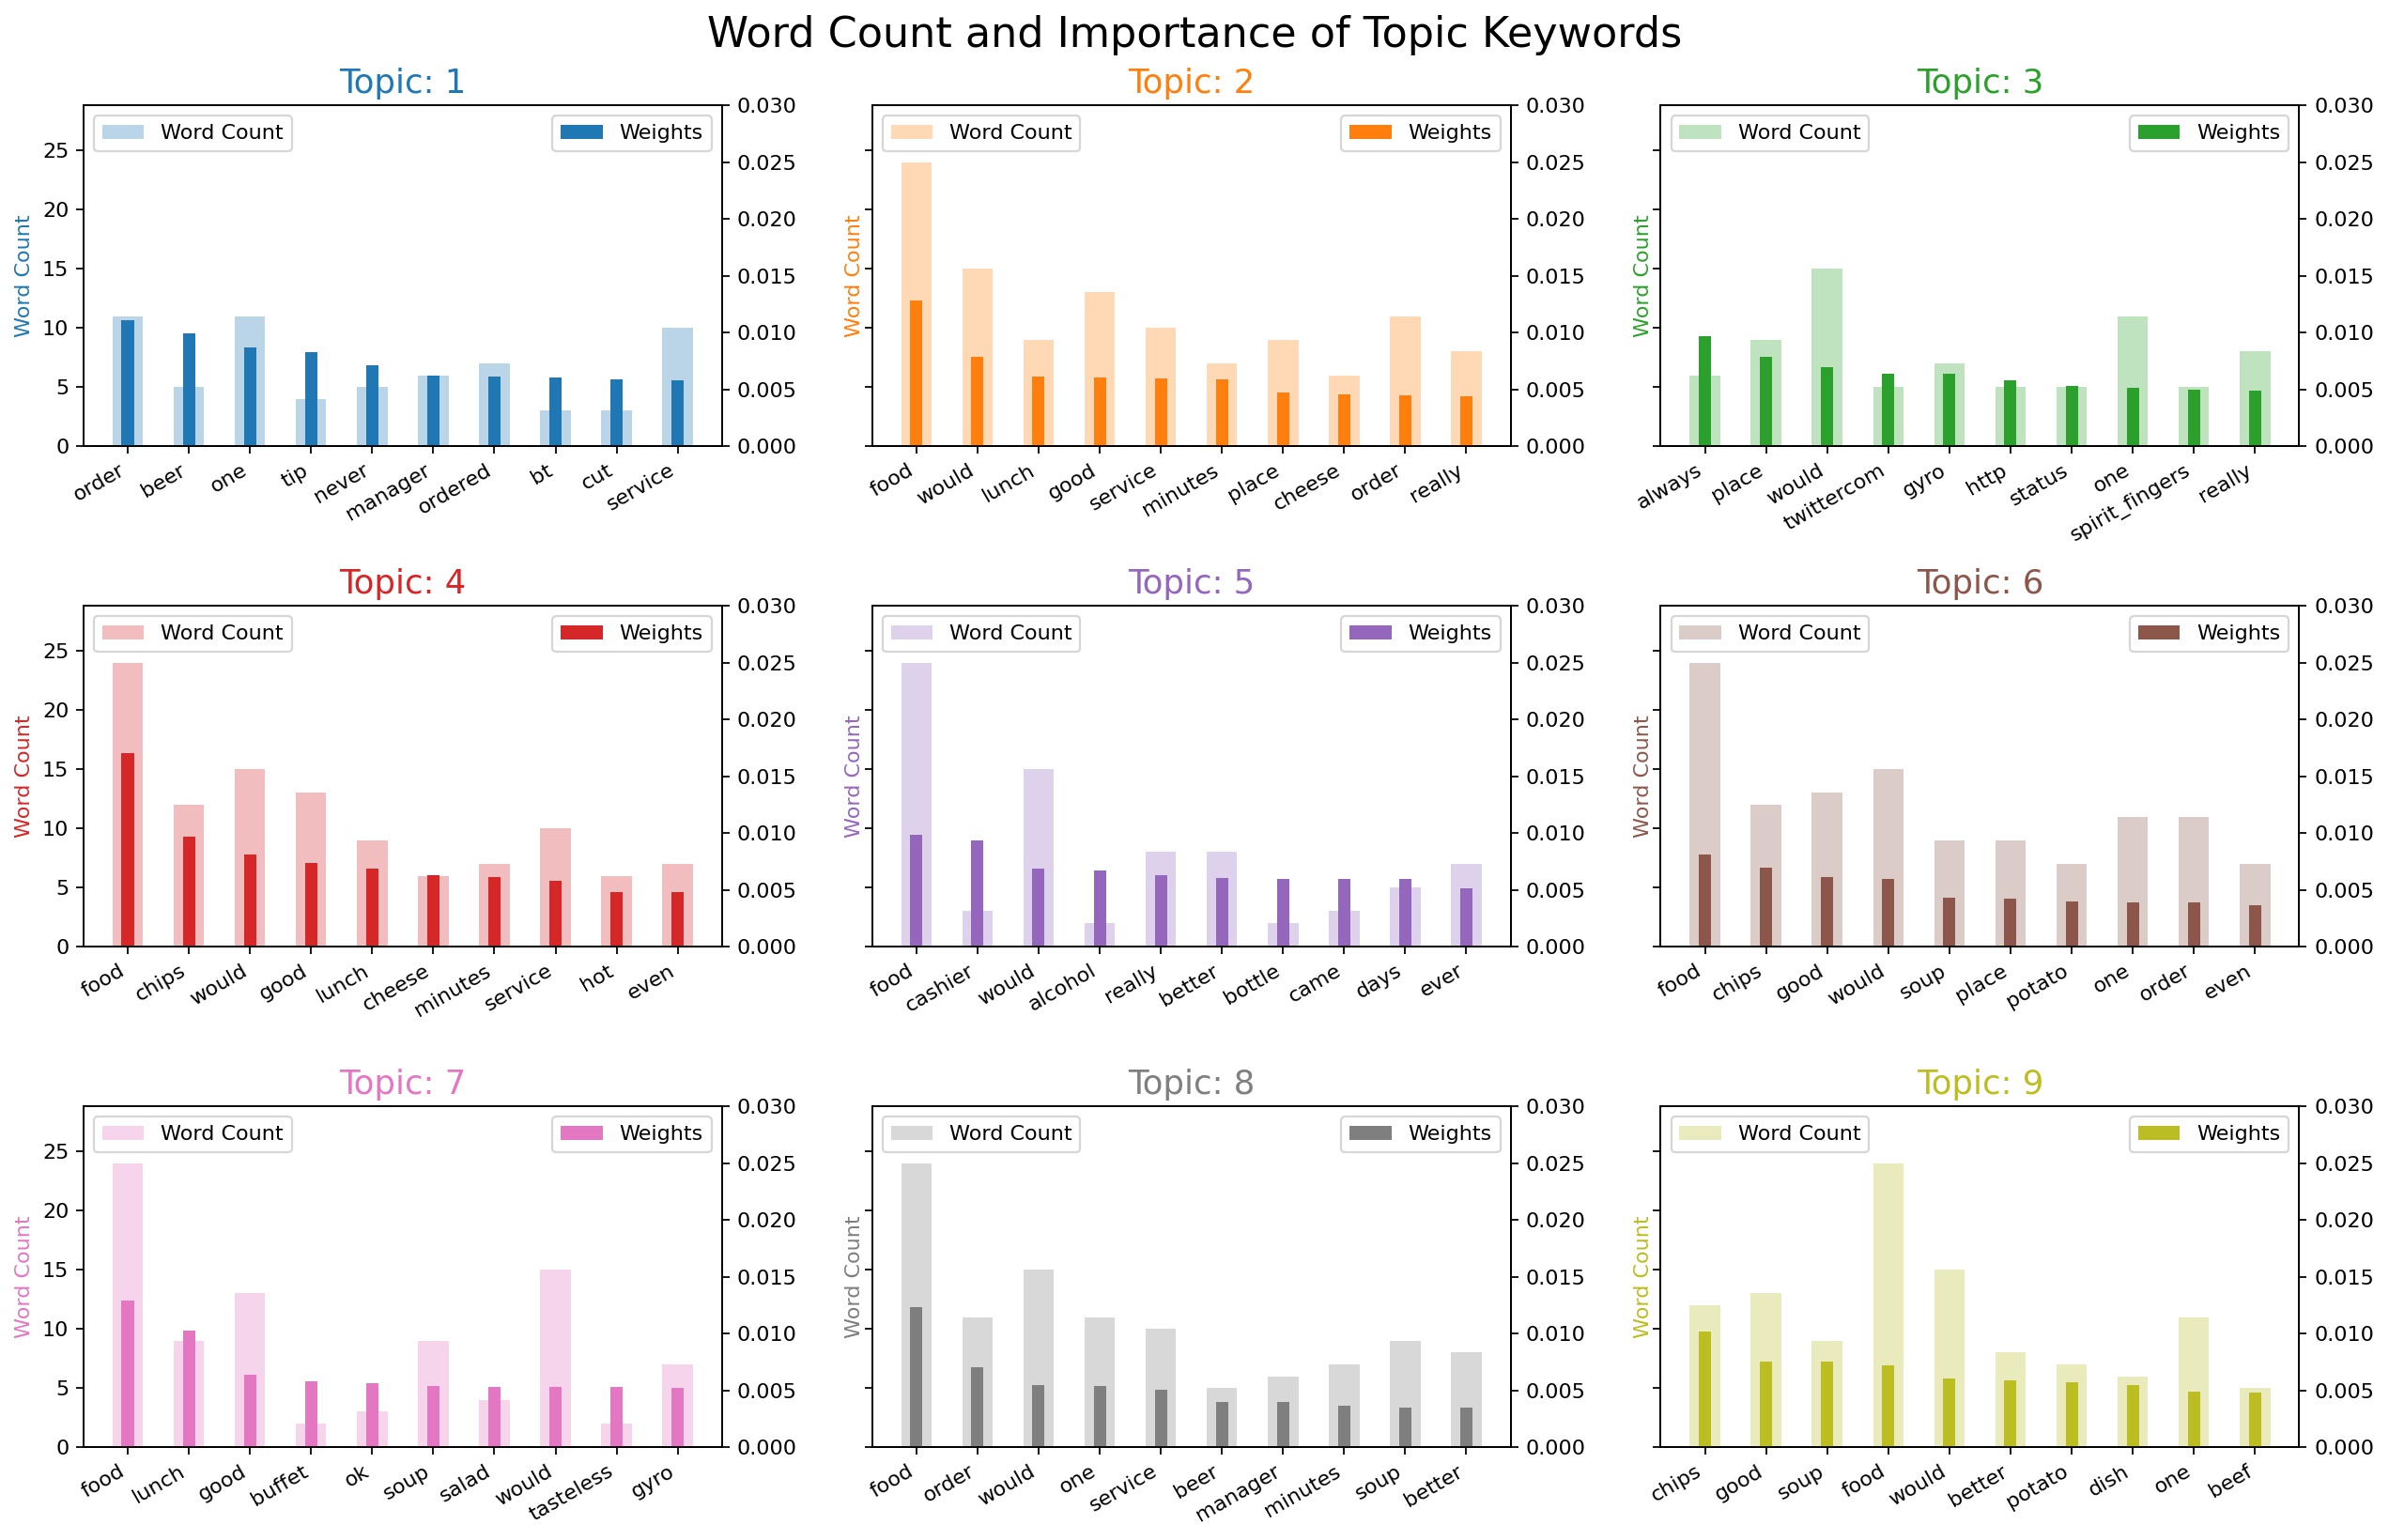 Word Count and Importance of Topic Keywords
Topic: 1
Word Count
Weights
Word Count
25
20
15
10
5
0
0.030
0.025
0.020
0.015
0.010
0.005
0.000
order beer one tip never manager ordered bt cut service
Topic: 2
Word Count
Weights
Word Count
0.030
0.025
0.020
0.015
0.010
0.005
0.000
food would lunch good service minutes place cheese order really
Topic: 3
Word Count
Weights
Word Count
0.030
0.025
0.020
0.015
0.010
0.005
0.000
always place would twittercom gyro http status one spirit_fingers really
Topic: 4
Word Count
Weights
Word Count
25
20
15
10
5
0
0.030
0.025
0.020
0.015
0.010
0.005
0.000
food chips would good lunch cheese minutes service hot even
Topic: 5
Word Count
Weights
Word Count
0.030
0.025
0.020
0.015
0.010
0.005
0.000
food cashier would alcohol really better bottle came days ever
Topic: 6
Word Count
Weights
Word Count
0.030
0.025
0.020
0.015
0.010
0.005
0.000
food chips good would soup place potato one order even
Topic: 7
Word Count
Weights
Word Count
25
20
15
10
5
0
0.030
0.025
0.020
0.015
0.010
0.005
0.000
food lunch good buffet ok soup salad would tasteless gyro
Topic: 8
Word Count
Weights
Word Count
0.030
0.025
0.020
0.015
0.010
0.005
0.000
food order would one service beer manager minutes soup better
Topic: 9
Word Count
Weights
Word Count
0.030
0.025
0.020
0.015
0.010
0.005
0.000
chips good soup food would better potato dish one beef